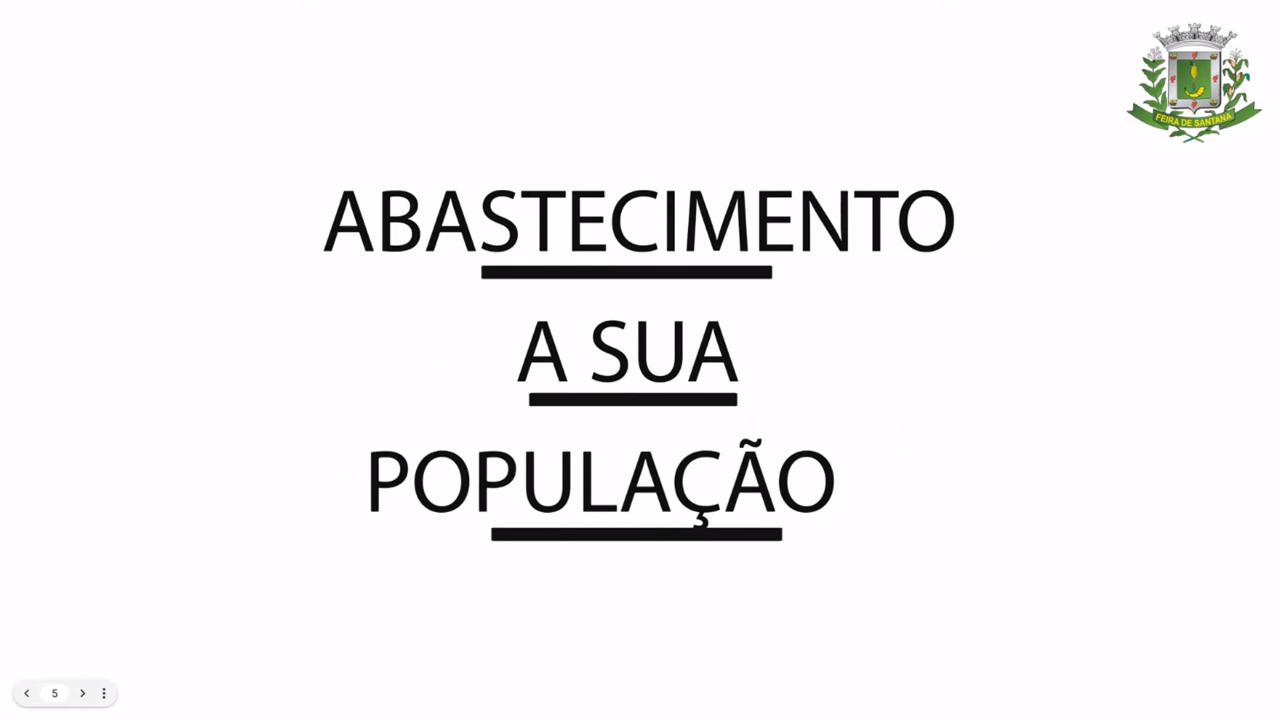 FEIRA DE SANTANA
ABASTECIMENTO
A SUA
POPULAÇÃO
5